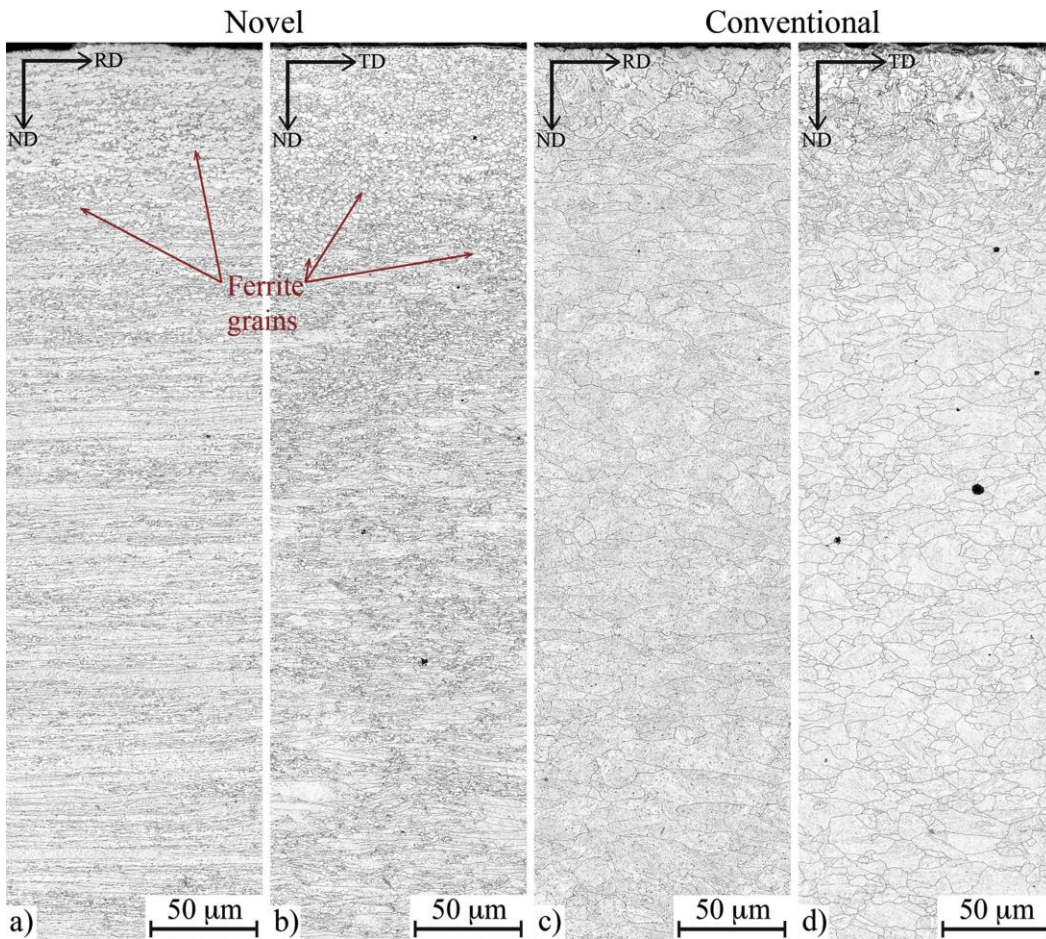 Novel
Conventional
RD
ND
TD
ND
RD
ND
TD
ND
Ferrite
grains
a)
50 μm
b)
50 μm
c)
50 μm
d)
50 μm